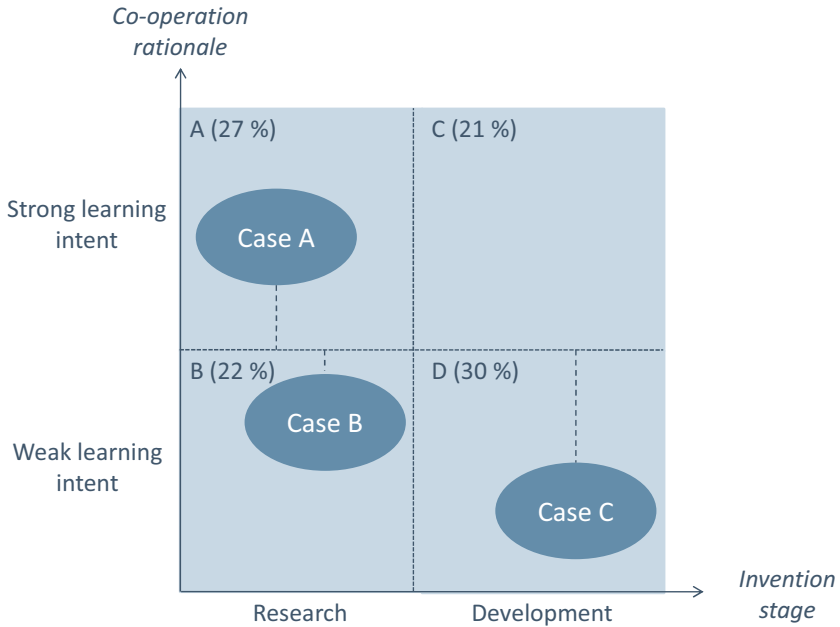 Co-operation
rationale
A (27 %)
C (21 %)
Strong learning
intent
Case A
B (22 %)
D (30 %)
Case B
Weak learning
intent
Case C
Invention
stage
Research
Development